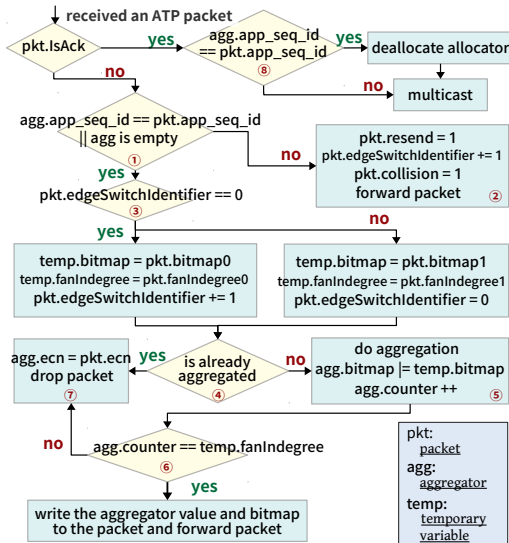 received an ATP packet
pkt.IsAck
yes
agg.app_seq_id
== pkt.app_seq_id
⑧
yes
deallocate allocator
no
multicast
no
agg.app_seq_id == pkt.app_seq_id
|| agg is empty
①
no
pkt.resend = 1
pkt.edgeSwitchIdentifier += 1
pkt.collision = 1
forward packet
②
yes
pkt.edgeSwitchIdentifier == 0
③
yes
no
temp.bitmap = pkt.bitmap0
temp.fanIndegree = pkt.fanIndegree0
pkt.edgeSwitchIdentifier += 1
temp.bitmap = pkt.bitmap1
temp.fanIndegree = pkt.fanIndegree1
pkt.edgeSwitchIdentifier = 0
agg.ecn = pkt.ecn
drop packet
⑦
yes
is already
aggregated
④
no
do aggregation
agg.bitmap |= temp.bitmap
agg.counter ++
⑤
no
agg.counter == temp.fanIndegree
⑥
yes
write the aggregator value and bitmap
to the packet and forward packet
pkt:
packet
agg:
aggregator
temp:
temporary
variable